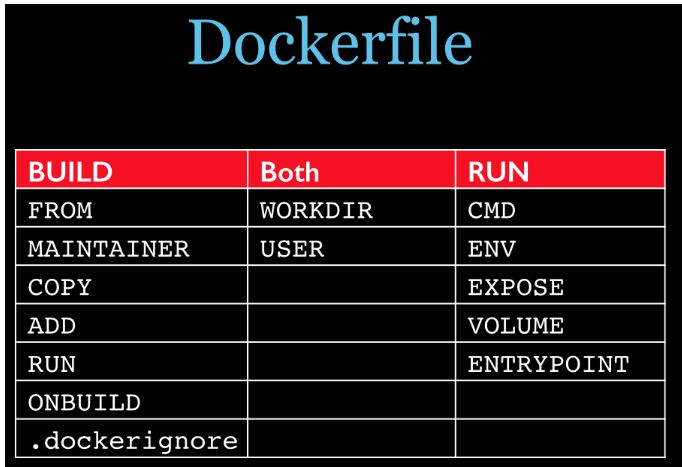 Dockerfile
BUILD Both RUN
FROM WORKDIR CMD
MAINTAINER USER ENV
COPY EXPOSE
ADD VOLUME
RUN ENTRYPOINT
ONBUILD
.dockerignore